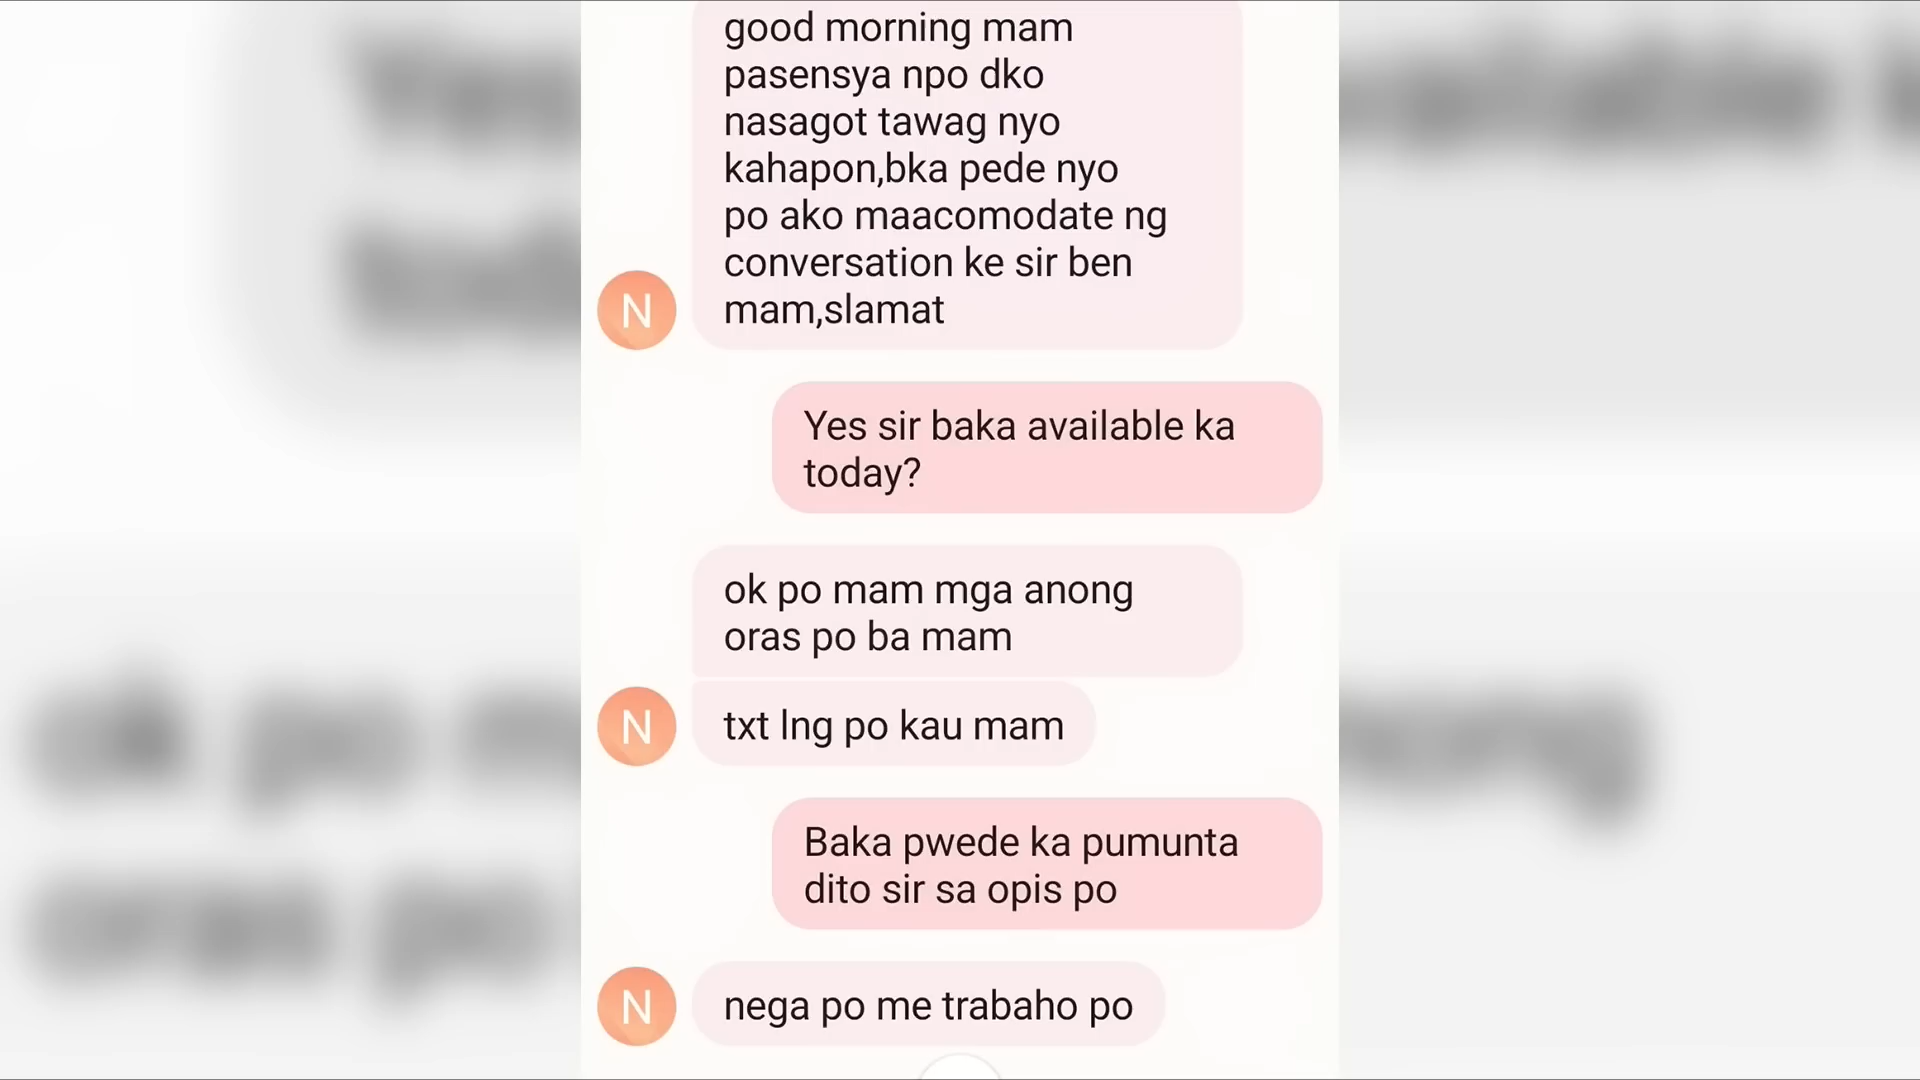 good morning mam
pasensya npo dko
nasagot tawag nyo
kahapon,bka pede nyo
po ako maacomodate ng
conversation ke sir ben
mam,slamat
N
Yes sir baka available ka
today?
ok po mam mga anong
oras po ba mam
N
txt lng po kau mam
Baka pwede ka pumunta
dito sir sa opis po
N
nega po me trabaho po